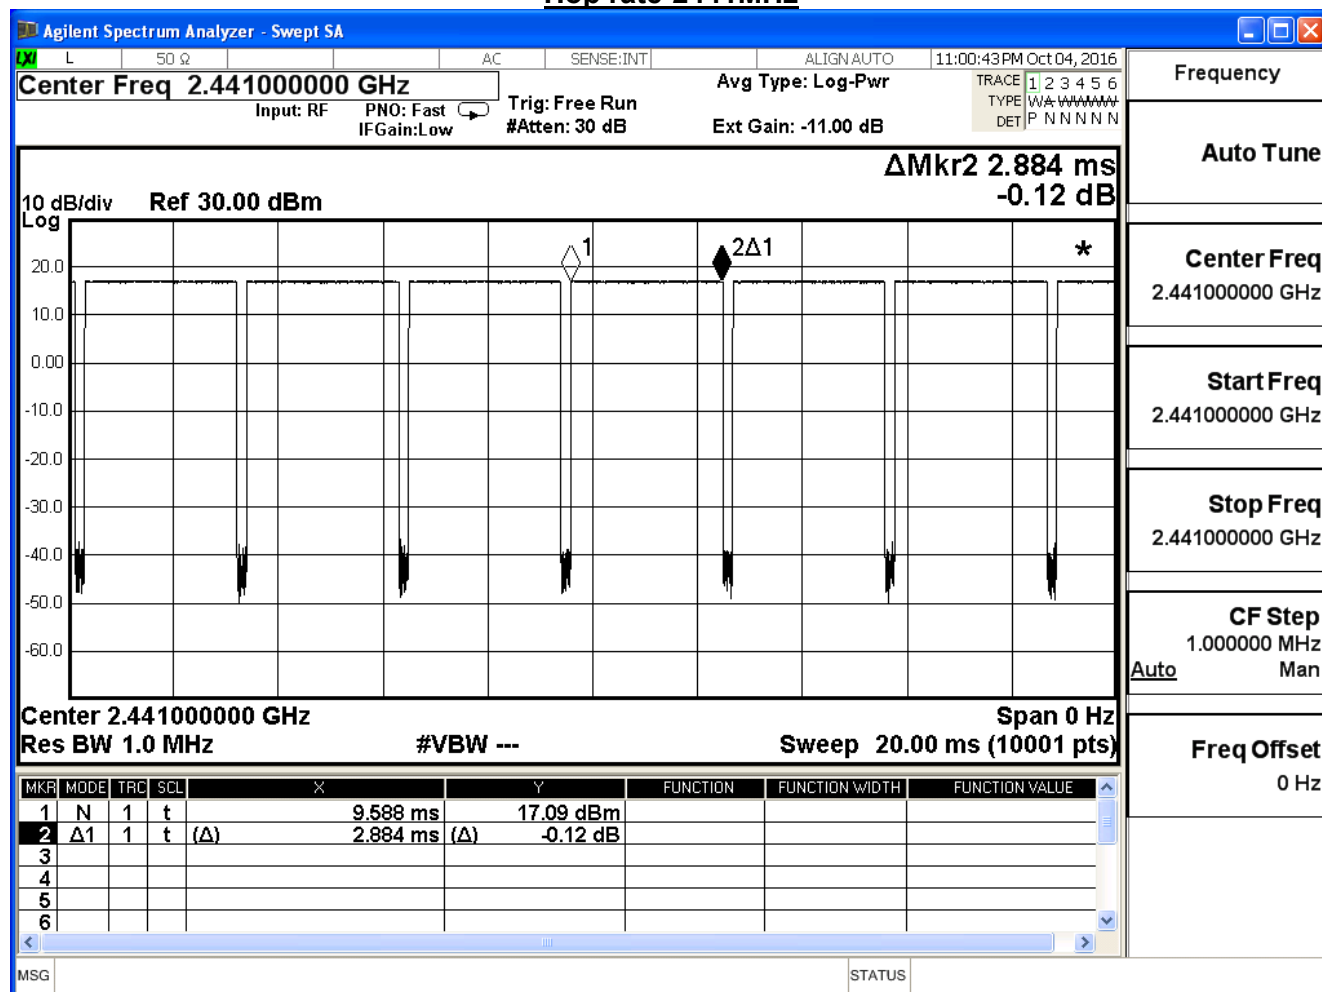 Hop rate 2441MHz
Agilent Spectrum Analyzer - Swept SA
LXI L 50 Ω AC SENSE:INT ALIGN AUTO 11:00:43 PM Oct 04, 2016
Center Freq 2.441000000 GHz
Input: RF PNO: Fast
IFGain:Low
Trig: Free Run
#Atten: 30 dB
Avg Type: Log-Pwr
Ext Gain: -11.00 dB
TRACE 1 2 3 4 5 6
TYPE WA WWWWW
DET P N N N N N
ΔMkr2 2.884 ms
-0.12 dB
10 dB/div Ref 30.00 dBm
Log
1 2Δ1 *
20.0
10.0
0.00
-10.0
-20.0
-30.0
-40.0
-50.0
-60.0
Center 2.441000000 GHz Span 0 Hz
Res BW 1.0 MHz #VBW --- Sweep 20.00 ms (10001 pts)
MKR MODE TRC SCL X Y FUNCTION FUNCTION WIDTH FUNCTION VALUE
1 N 1 t 9.588 ms 17.09 dBm
2 Δ1 1 t (Δ) 2.884 ms (Δ) -0.12 dB
3
4
5
6
MSG STATUS
Frequency
Auto Tune
Center Freq
2.441000000 GHz
Start Freq
2.441000000 GHz
Stop Freq
2.441000000 GHz
CF Step
1.000000 MHz
Auto Man
Freq Offset
0 Hz